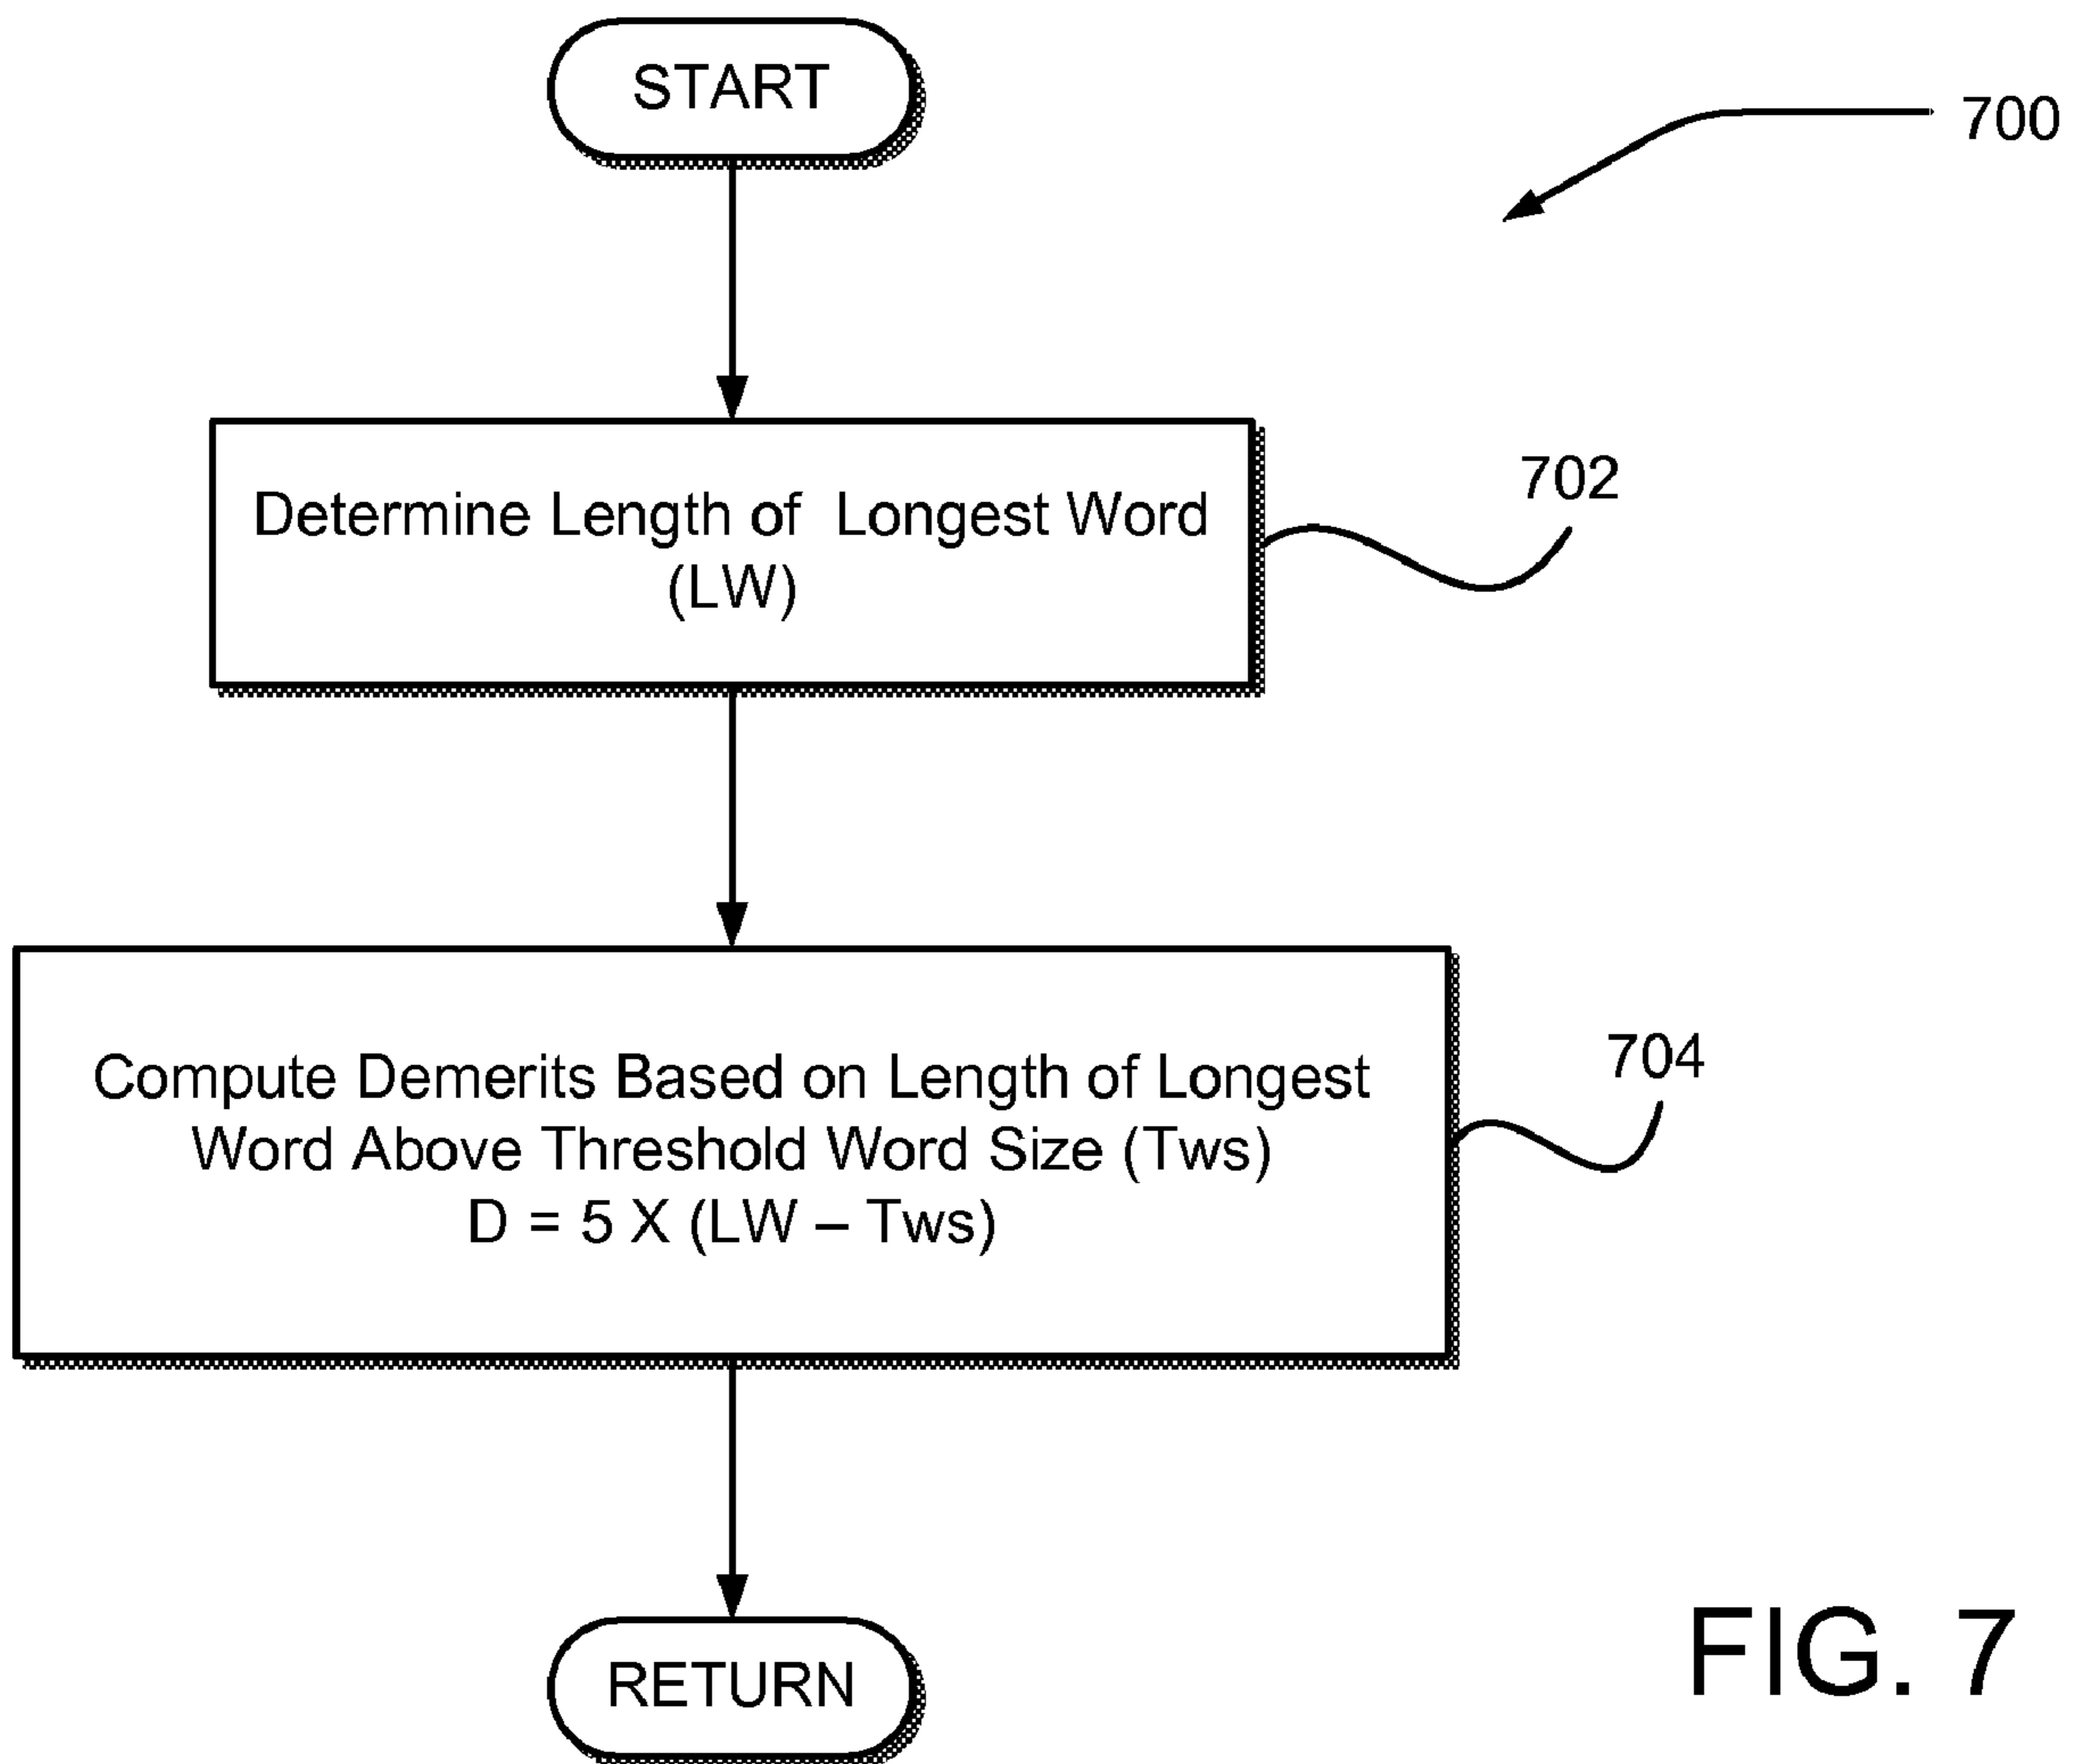 START
700
Determine Length of Longest Word
(LW)
702
Compute Demerits Based on Length of Longest
Word Above Threshold Word Size (Tws)
D = 5 X (LW – Tws)
704
RETURN
FIG. 7